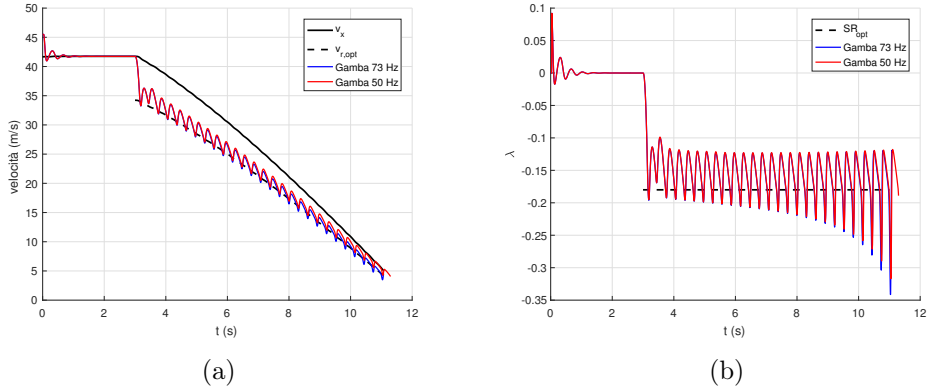 50
45
40
35
30
25
20
15
10
5
0
velocità (m/s)
0 2 4 6 8 10 12
t (s)
v_x
v_r,opt
Gamba 73 Hz
Gamba 50 Hz
(a)
0.1
0.05
0
-0.05
-0.1
-0.15
-0.2
-0.25
-0.3
-0.35
λ
0 2 4 6 8 10 12
t (s)
SR_opt
Gamba 73 Hz
Gamba 50 Hz
(b)